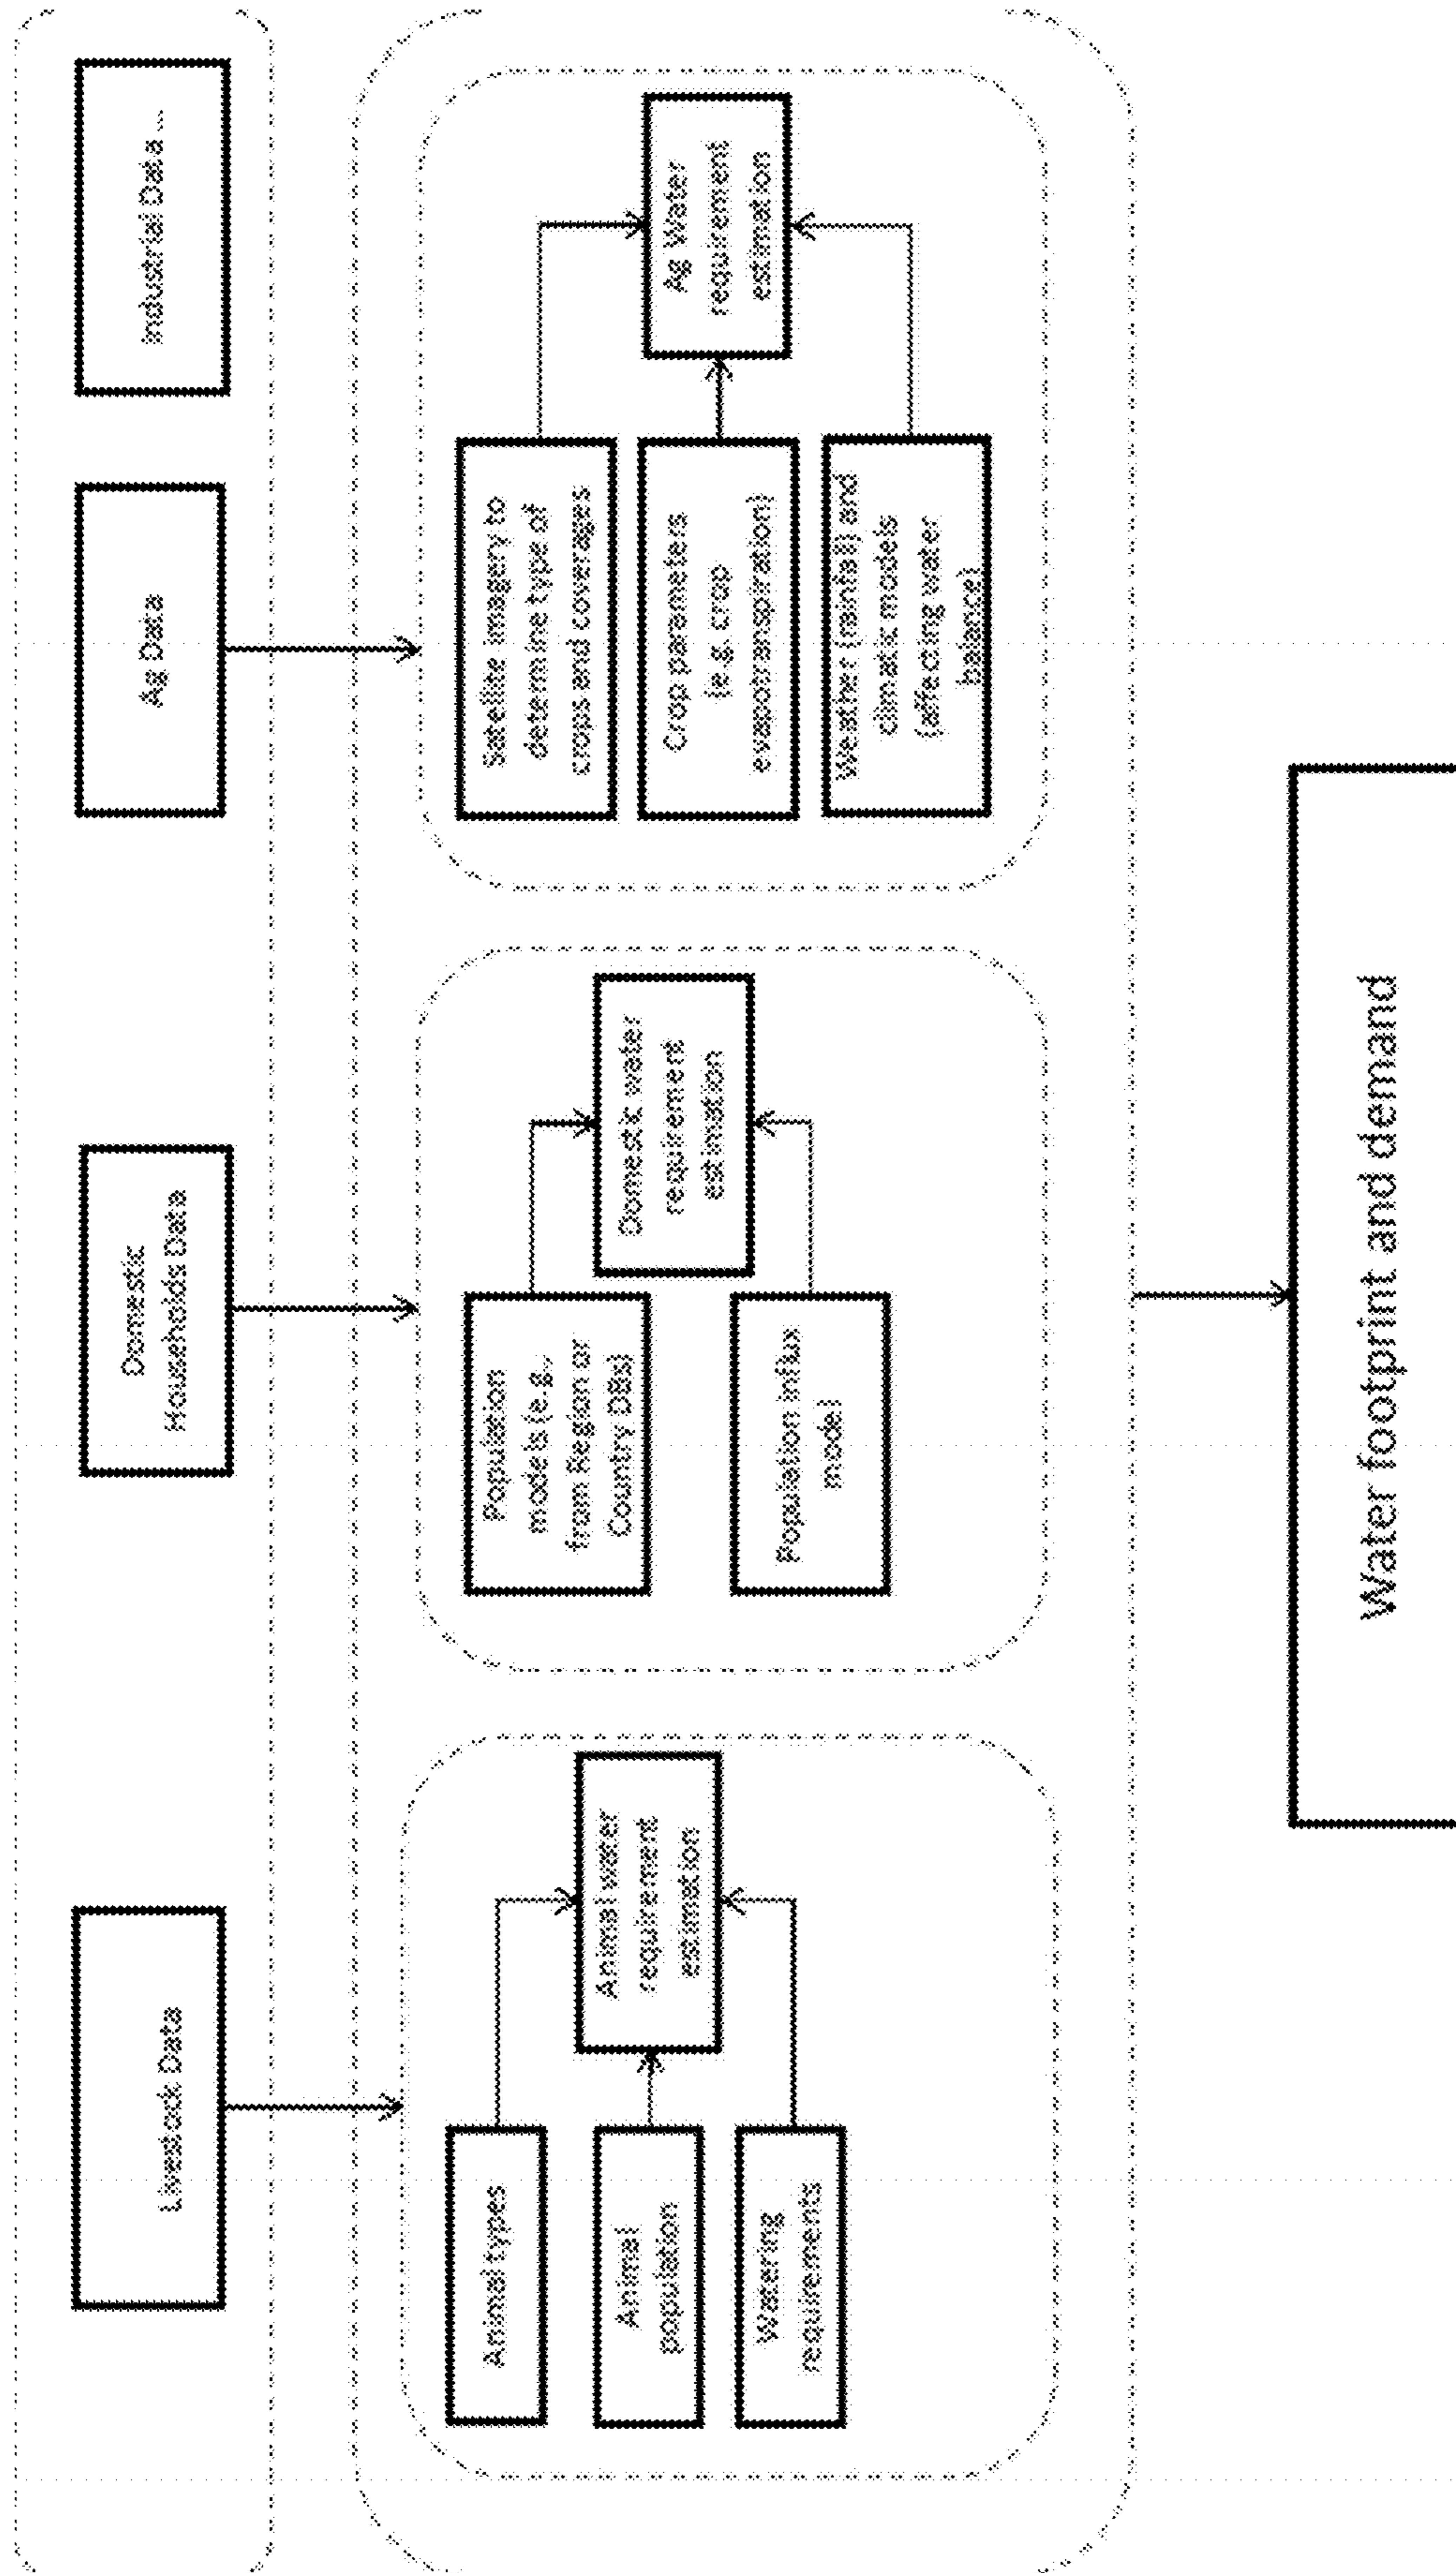 Livestock Data
Domestic
Households Data
Ag Data
Industrial Data ...
Animal types
Animal
population
Watering
requirements
Animal water
requirement
estimation
Population
models (e.g.,
from Region or
Country DBs)
Population influx
model
Domestic water
requirement
estimation
Satellite imagery to
determine type of
crops and coverages
Crop parameters
(e.g. crop
evapotranspiration)
Weather (rainfall) and
climatic models
(affecting water
balance)
Ag Water
requirement
estimation
Water footprint and demand